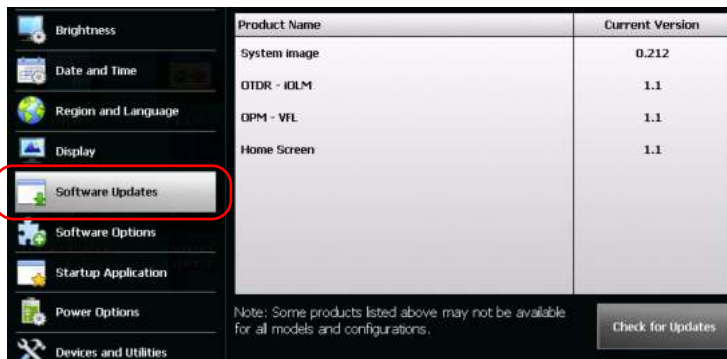 Brightness
Date and Time
Region and Language
Display
Software Updates
Software Options
Startup Application
Power Options
Devices and Utilities
Product Name Current Version
System image 0.212
OTDR - iOLM 1.1
OPM - VFL 1.1
Home Screen 1.1
Note: Some products listed above may not be available
for all models and configurations.
Check for Updates